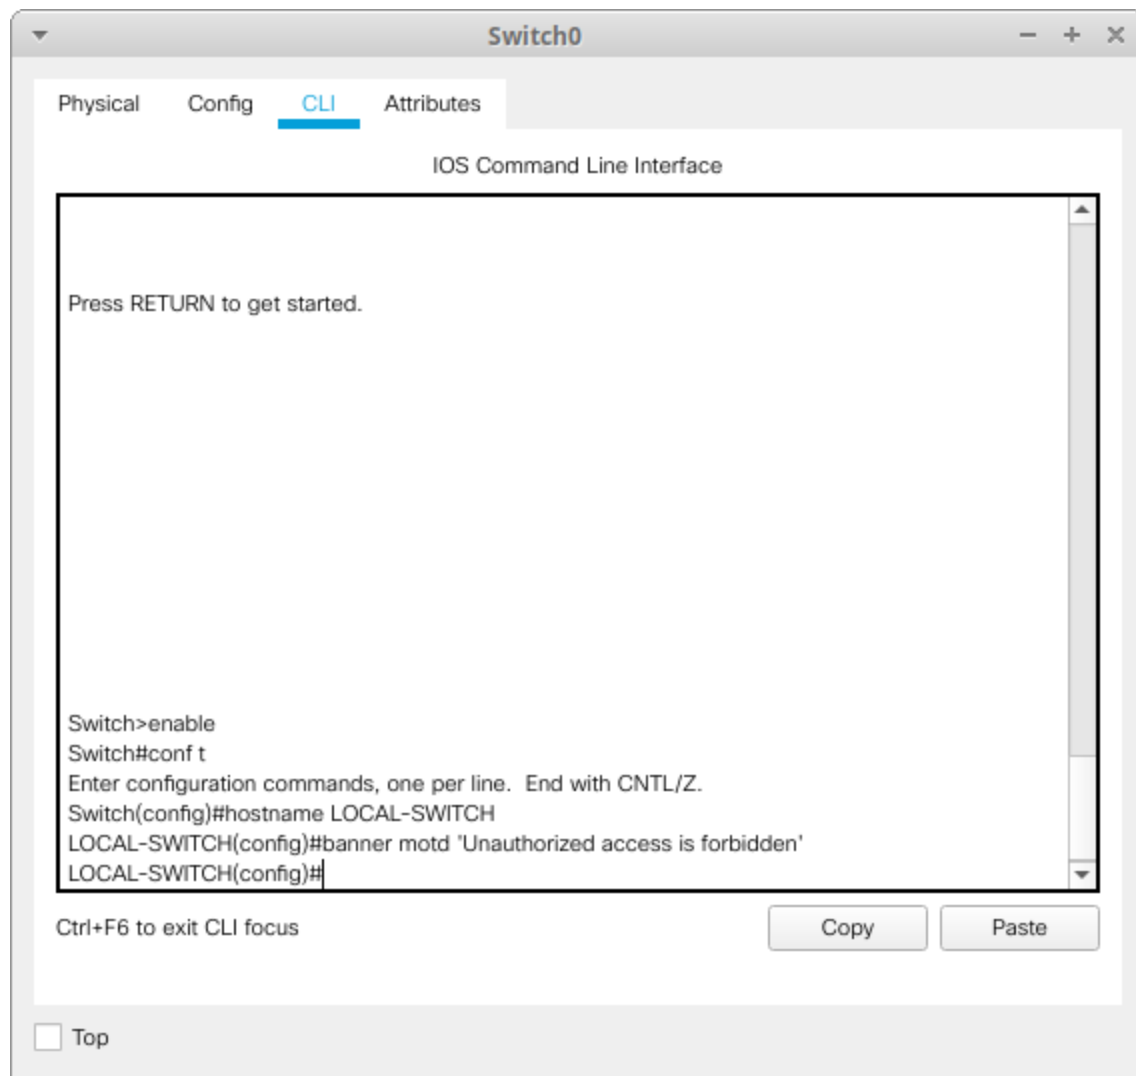 Switch0
Physical Config CLI Attributes
IOS Command Line Interface
Press RETURN to get started.
Switch>enable
Switch#conf t
Enter configuration commands, one per line.  End with CNTL/Z.
Switch(config)#hostname LOCAL-SWITCH
LOCAL-SWITCH(config)#banner motd 'Unauthorized access is forbidden'
LOCAL-SWITCH(config)#
Ctrl+F6 to exit CLI focus
Copy Paste
Top